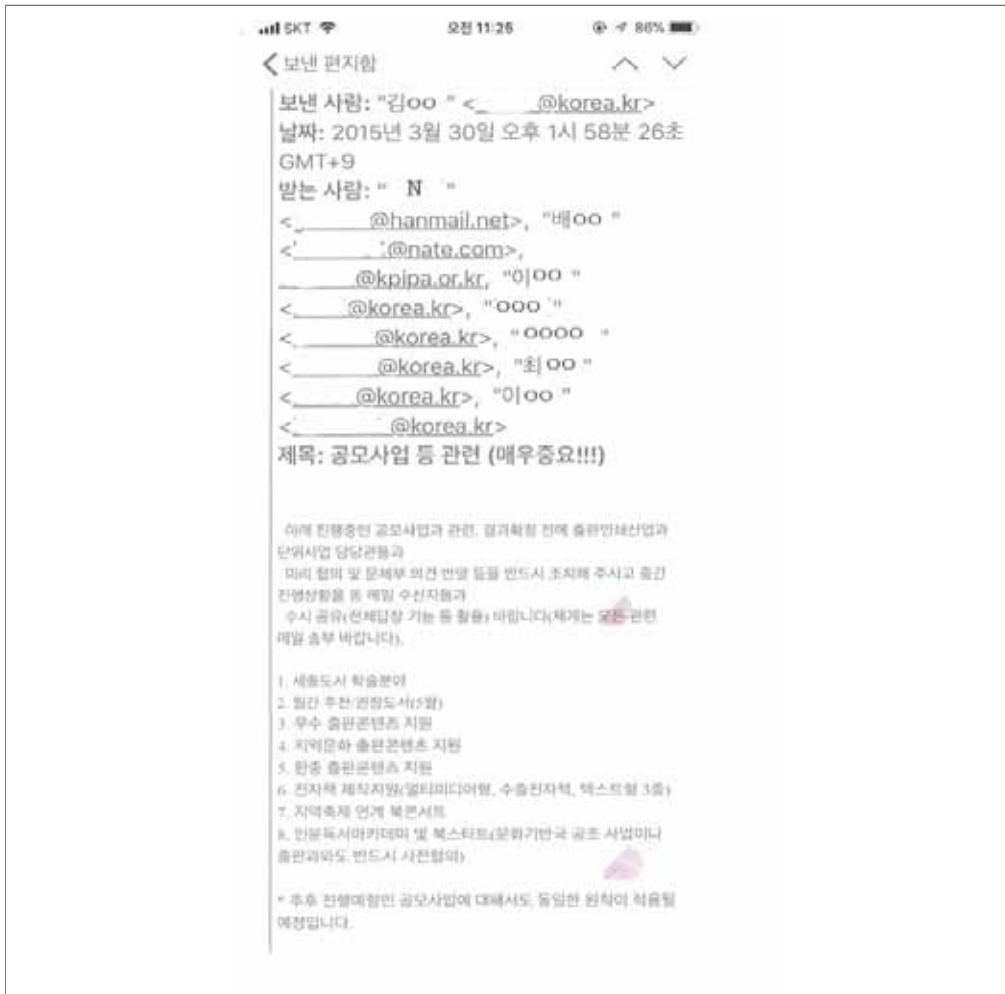 SKT 오전 11:26 86%
보낸 편지함
보낸 사람: "김oo " <_ _@korea.kr>
날짜: 2015년 3월 30일 오후 1시 58분 26초
GMT+9
받는 사람: " N "
<_____@hanmail.net>, "배oo "
<'_____.@nate.com>,
_____@kpipa.or.kr, "이oo "
<_____@korea.kr>, "ooo "
<_____@korea.kr>, "oooo "
<_____@korea.kr>, "최oo "
<_____@korea.kr>, "이oo "
<_____@korea.kr>
제목: 공모사업 등 관련 (매우중요!!!)
아래 진행중인 공모사업과 관련, 결과확정 전에 출판인쇄산업과
단위사업 담당관들과
미리 협의 및 문체부 의견 반영 등을 반드시 조치해 주시고 중간
진행상황을 동 메일 수신자들과
수시 공유(전체답장 기능 등 활용) 바랍니다(제게는 모든 관련
메일 송부 바랍니다).
1. 세종도서 학술분야
2. 월간 추천/권장도서(5월)
3. 우수 출판콘텐츠 지원
4. 지역문화 출판콘텐츠 지원
5. 한중 출판콘텐츠 지원
6. 전자책 제작지원(멀티미디어형, 수출전자책, 텍스트형 3종)
7. 지역축제 연계 북콘서트
8. 인문독서아카데미 및 북스타트(문화기반국 공조 사업이나
출판과와도 반드시 사전협의)
* 추후 진행예정인 공모사업에 대해서도 동일한 원칙이 적용될
예정입니다.